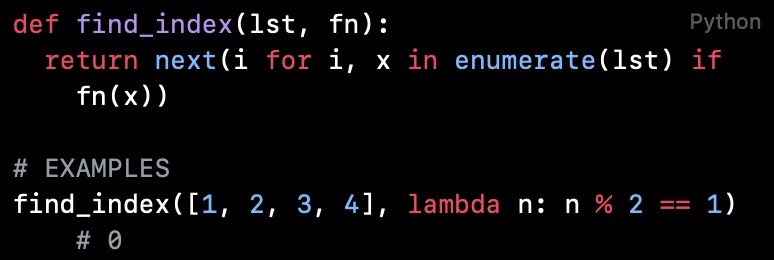 Python
def find_index(lst, fn):
  return next(i for i, x in enumerate(lst) if
    fn(x))

# EXAMPLES
find_index([1, 2, 3, 4], lambda n: n % 2 == 1)
    # 0